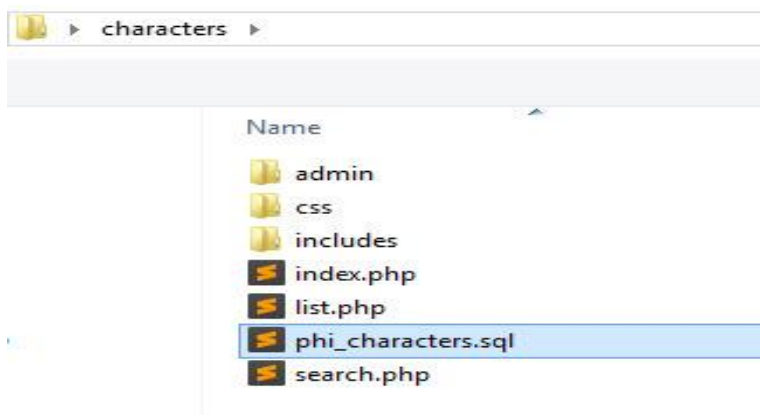 characters
Name
admin
css
includes
index.php
list.php
phi_characters.sql
search.php